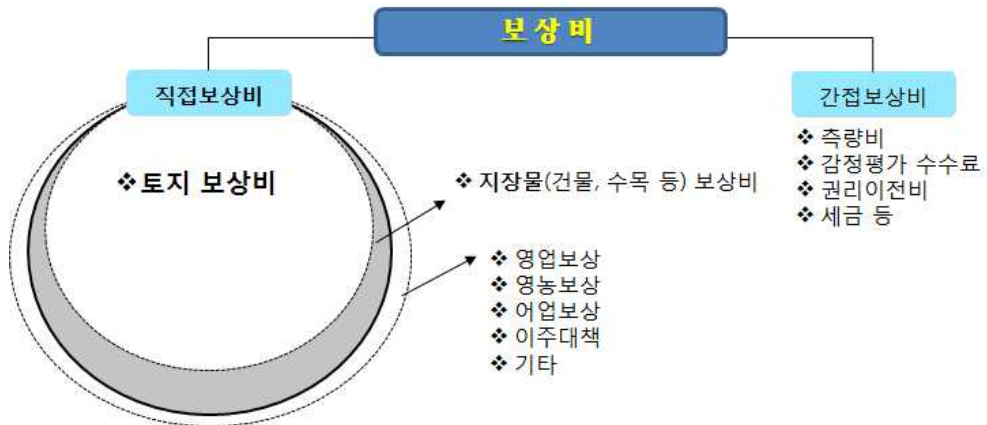 보상비
직접보상비
간접보상비
❖ 토지 보상비
❖ 지장물(건물, 수목 등) 보상비
❖ 영업보상
❖ 영농보상
❖ 어업보상
❖ 이주대책
❖ 기타
❖ 측량비
❖ 감정평가 수수료
❖ 권리이전비
❖ 세금 등